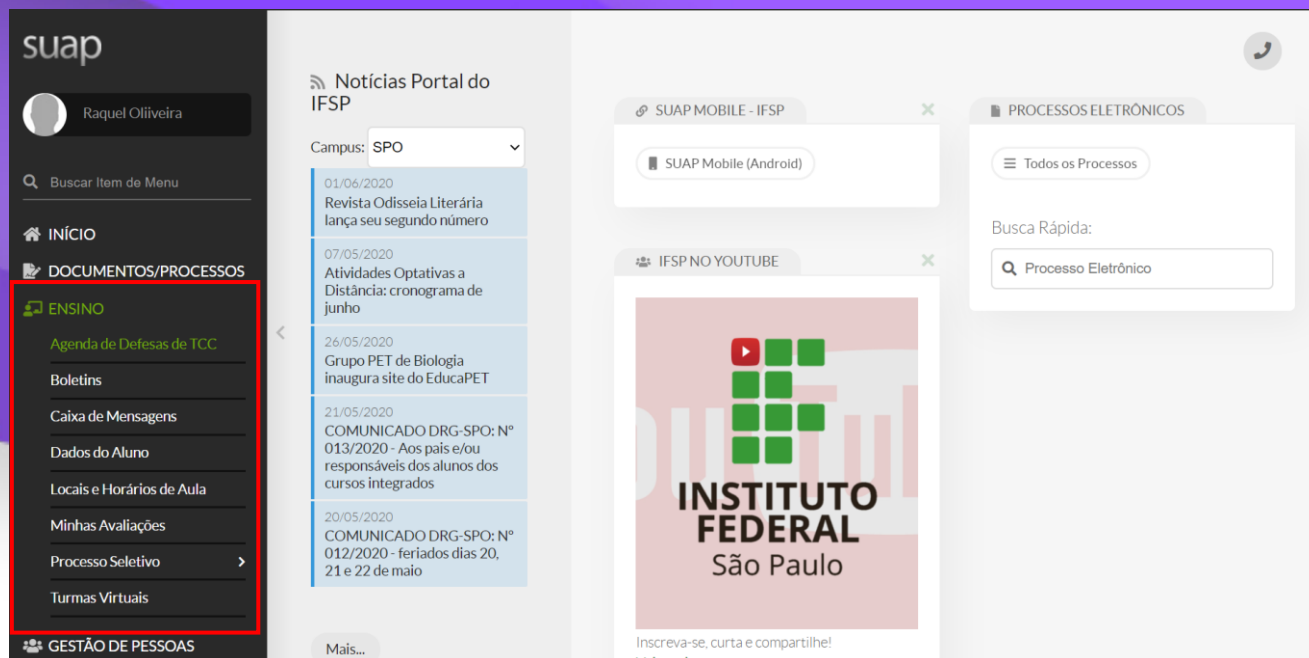 suap
Raquel Oliiveira
Buscar Item de Menu
INÍCIO
DOCUMENTOS/PROCESSOS
ENSINO
Agenda de Defesas de TCC
Boletins
Caixa de Mensagens
Dados do Aluno
Locais e Horários de Aula
Minhas Avaliações
Processo Seletivo
Turmas Virtuais
GESTÃO DE PESSOAS
Notícias Portal do
IFSP
Campus: SPO
01/06/2020
Revista Odisseia Literária
lança seu segundo número
07/05/2020
Atividades Optativas a
Distância: cronograma de
junho
26/05/2020
Grupo PET de Biologia
inaugura site do EducaPET
21/05/2020
COMUNICADO DRG-SPO: Nº
013/2020 - Aos pais e/ou
responsáveis dos alunos dos
cursos integrados
20/05/2020
COMUNICADO DRG-SPO: Nº
012/2020 - feriados dias 20,
21 e 22 de maio
Mais...
SUAP MOBILE - IFSP
SUAP Mobile (Android)
IFSP NO YOUTUBE
INSTITUTO
FEDERAL
São Paulo
Inscreva-se, curta e compartilhe!
PROCESSOS ELETRÔNICOS
Todos os Processos
Busca Rápida:
Processo Eletrônico